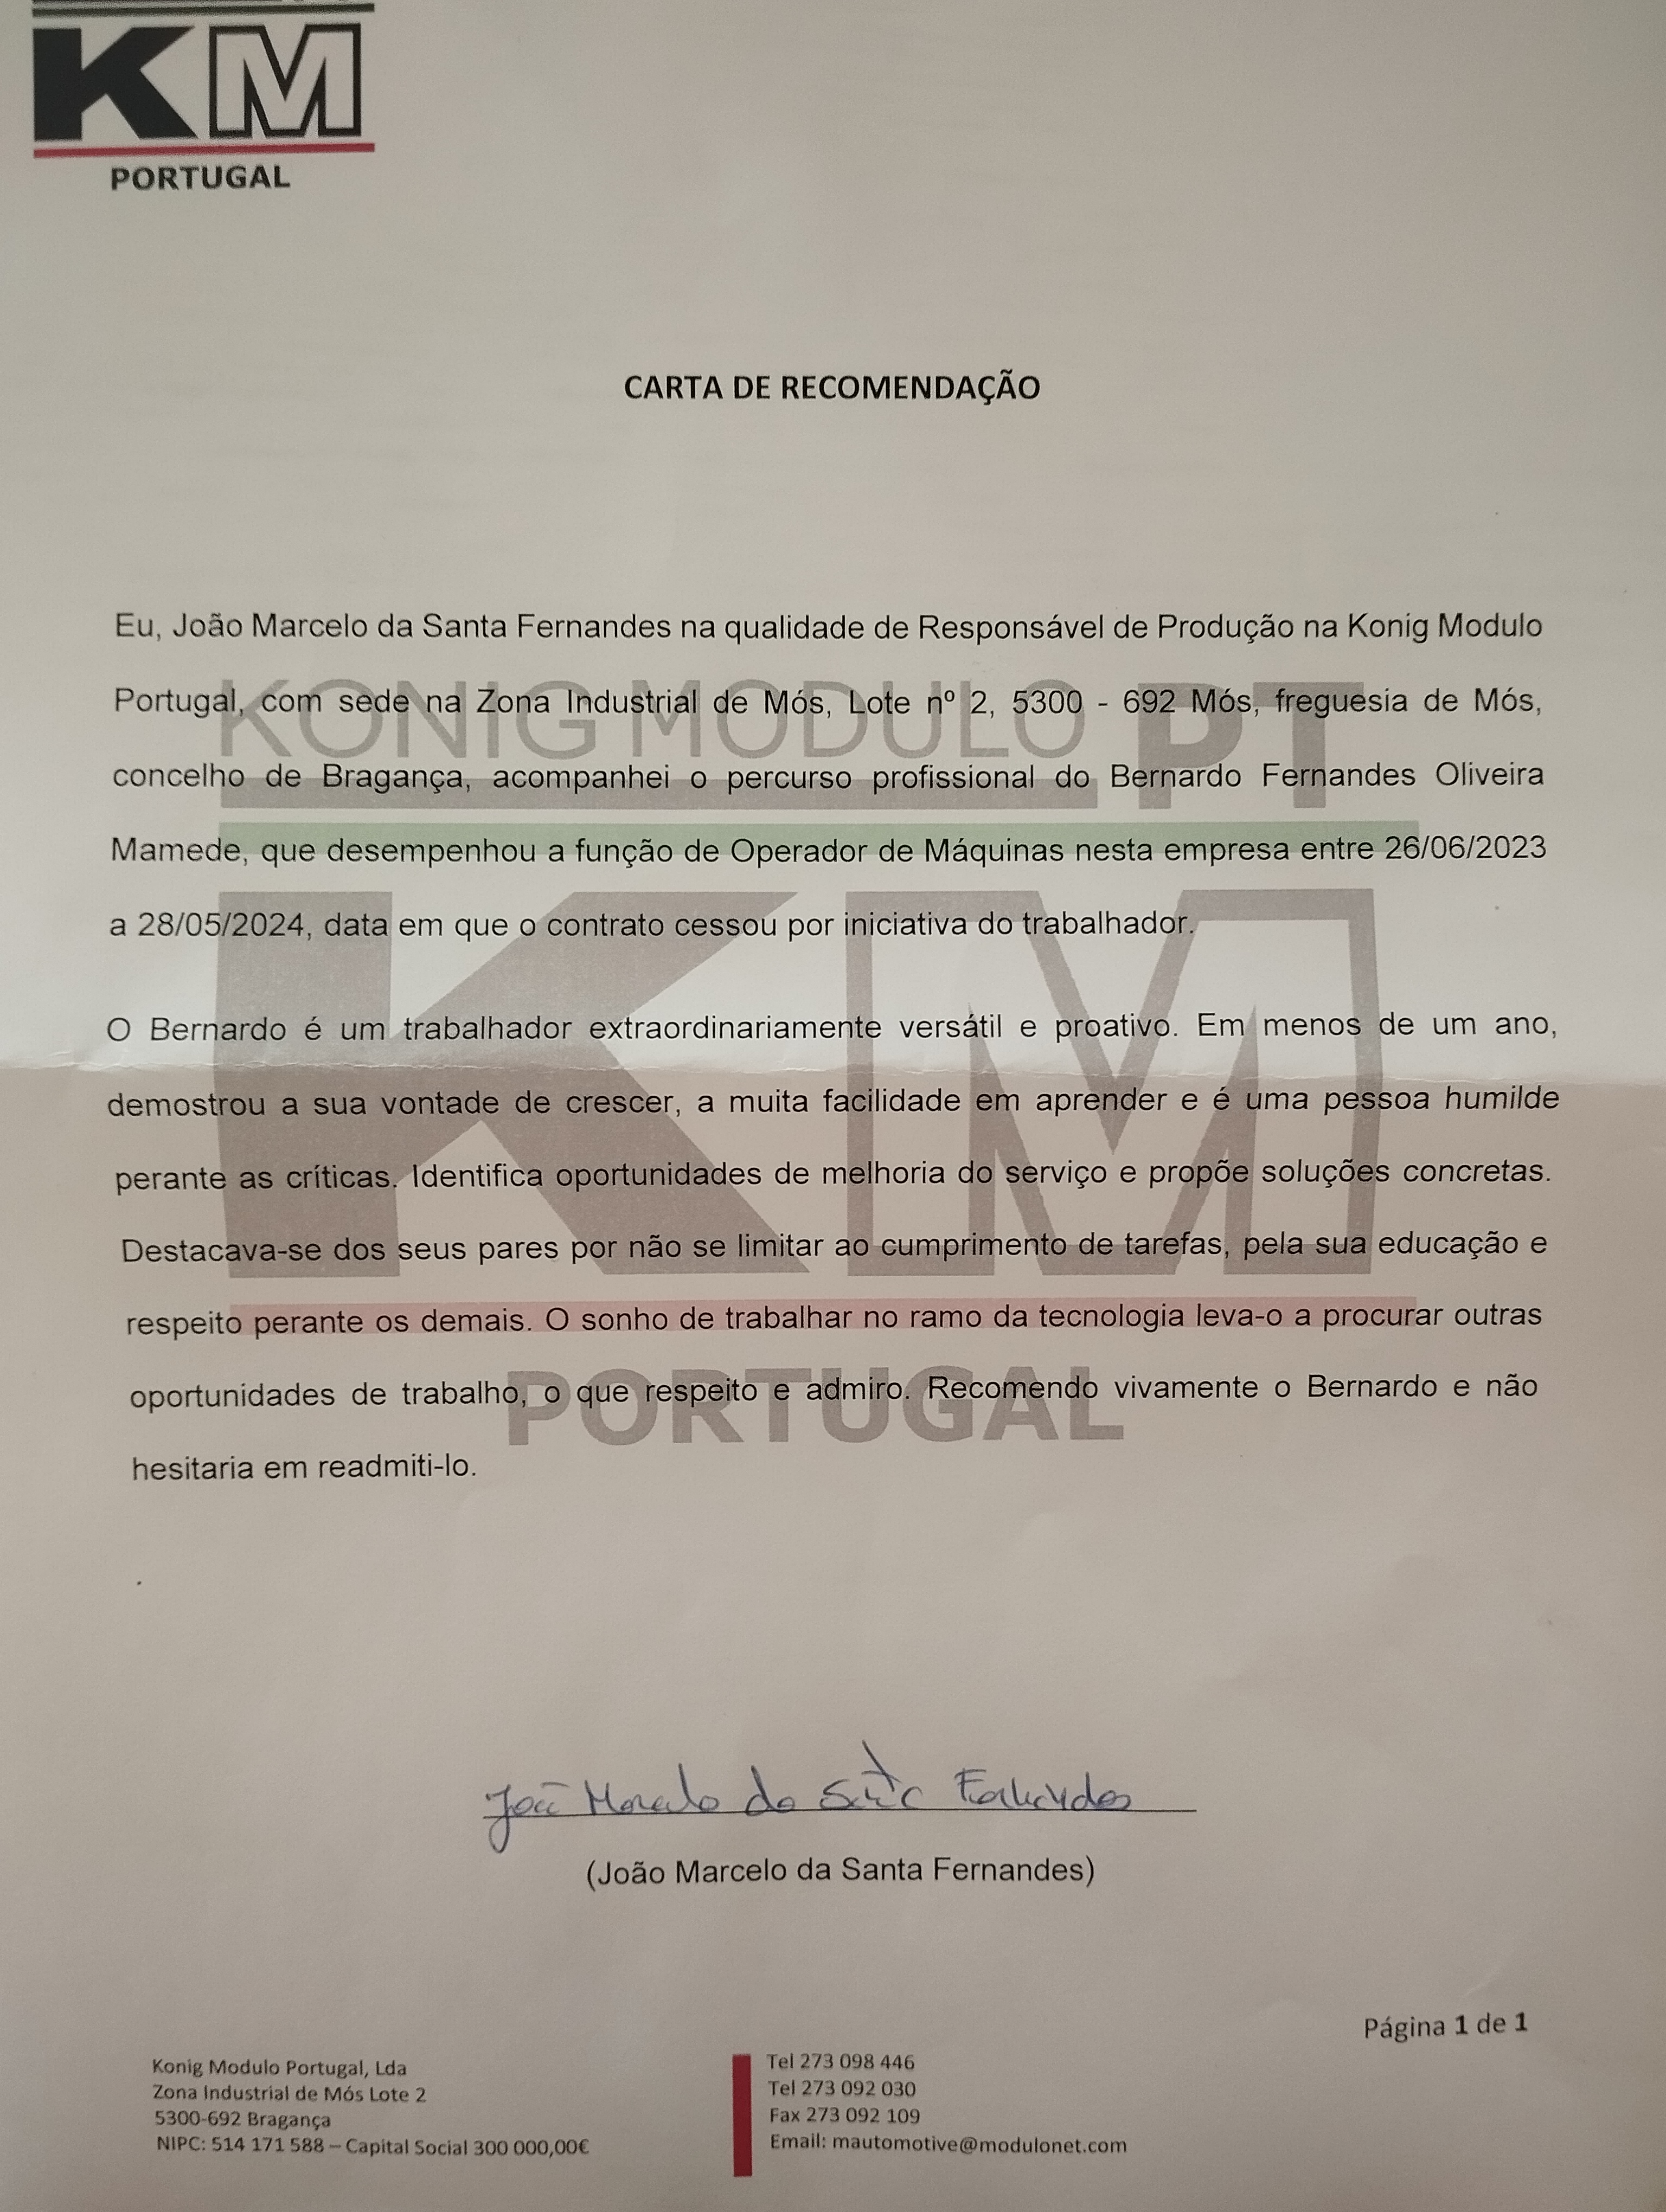 KM
PORTUGAL
CARTA DE RECOMENDAÇÃO
Eu, João Marcelo da Santa Fernandes na qualidade de Responsável de Produção na Konig Modulo
Portugal, com sede na Zona Industrial de Mós, Lote nº 2, 5300 - 692 Mós, freguesia de Mós,
concelho de Bragança, acompanhei o percurso profissional do Bernardo Fernandes Oliveira
Mamede, que desempenhou a função de Operador de Máquinas nesta empresa entre 26/06/2023
a 28/05/2024, data em que o contrato cessou por iniciativa do trabalhador.
O Bernardo é um trabalhador extraordinariamente versátil e proativo. Em menos de um ano,
demostrou a sua vontade de crescer, a muita facilidade em aprender e é uma pessoa humilde
perante as críticas. Identifica oportunidades de melhoria do serviço e propõe soluções concretas.
Destacava-se dos seus pares por não se limitar ao cumprimento de tarefas, pela sua educação e
respeito perante os demais. O sonho de trabalhar no ramo da tecnologia leva-o a procurar outras
oportunidades de trabalho, o que respeito e admiro. Recomendo vivamente o Bernardo e não
hesitaria em readmiti-lo.
KONIG MODULO PT
KM
PORTUGAL
João Marcelo da Santa Fernandes
(João Marcelo da Santa Fernandes)
Página 1 de 1
Konig Modulo Portugal, Lda
Zona Industrial de Mós Lote 2
5300-692 Bragança
NIPC: 514 171 588 – Capital Social 300 000,00€
Tel 273 098 446
Tel 273 092 030
Fax 273 092 109
Email: mautomotive@modulonet.com